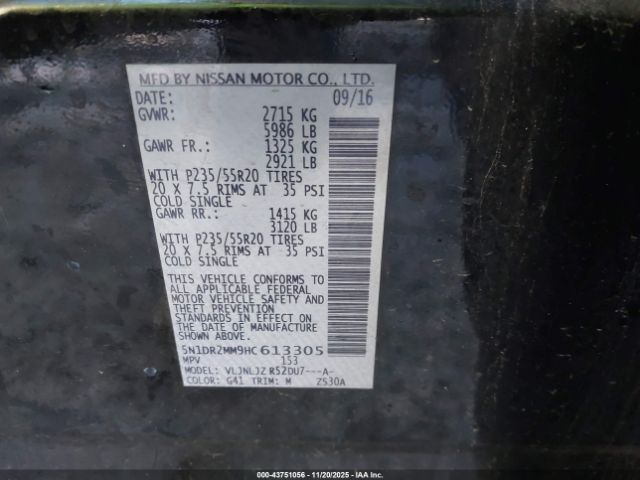 MFD BY NISSAN MOTOR CO., LTD.
DATE: 09/16
GVWR: 2715 KG
5986 LB
GAWR FR.: 1325 KG
2921 LB
WITH P235/55R20 TIRES
20 X 7.5 RIMS AT 35 PSI
COLD SINGLE
GAWR RR.: 1415 KG
3120 LB
WITH P235/55R20 TIRES
20 X 7.5 RIMS AT 35 PSI
COLD SINGLE
THIS VEHICLE CONFORMS TO
ALL APPLICABLE FEDERAL
MOTOR VEHICLE SAFETY AND
THEFT PREVENTION
STANDARDS IN EFFECT ON
THE DATE OF MANUFACTURE
SHOWN ABOVE.
5N1DR2MM9HC613305
MPV 153
MODEL: VLJNLJZ R52DU7---A-
COLOR: G41 TRIM: M Z530A
000-43751056 - 11/20/2025 - IAA Inc.